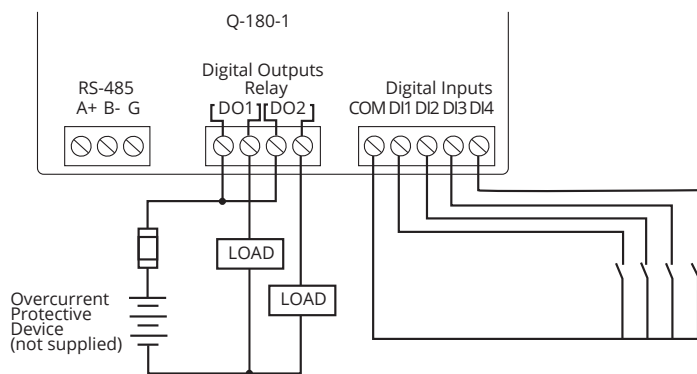 Q-180-1
RS-485
A+ B- G
Digital Outputs
Relay
DO1 DO2
Digital Inputs
COM DI1 DI2 DI3 DI4
LOAD
LOAD
Overcurrent
Protective
Device
(not supplied)